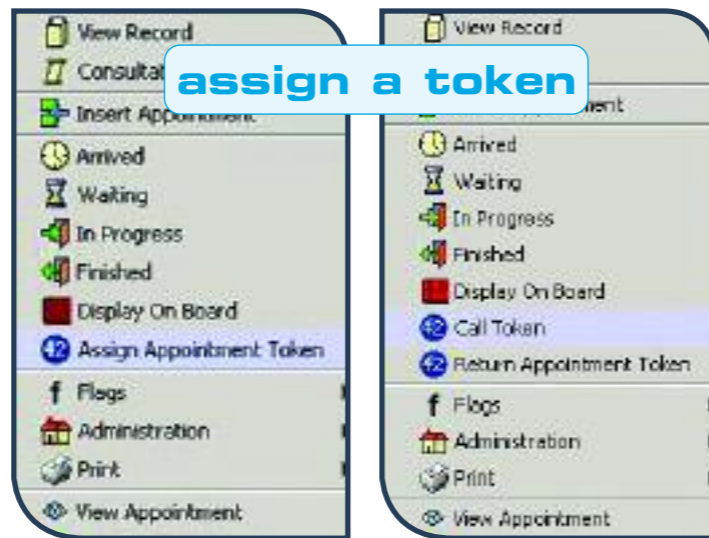 assign a token
View Record
Insert
Arrived
Waiting
In Progress
Finished
Display On Board
Assign Appointment Token
Flags
Administration
Print
View Appointment
View Record
Arrived
Waiting
In Progress
Finished
Display On Board
Call Token
Return Appointment Token
Flags
Administration
Print
View Appointment